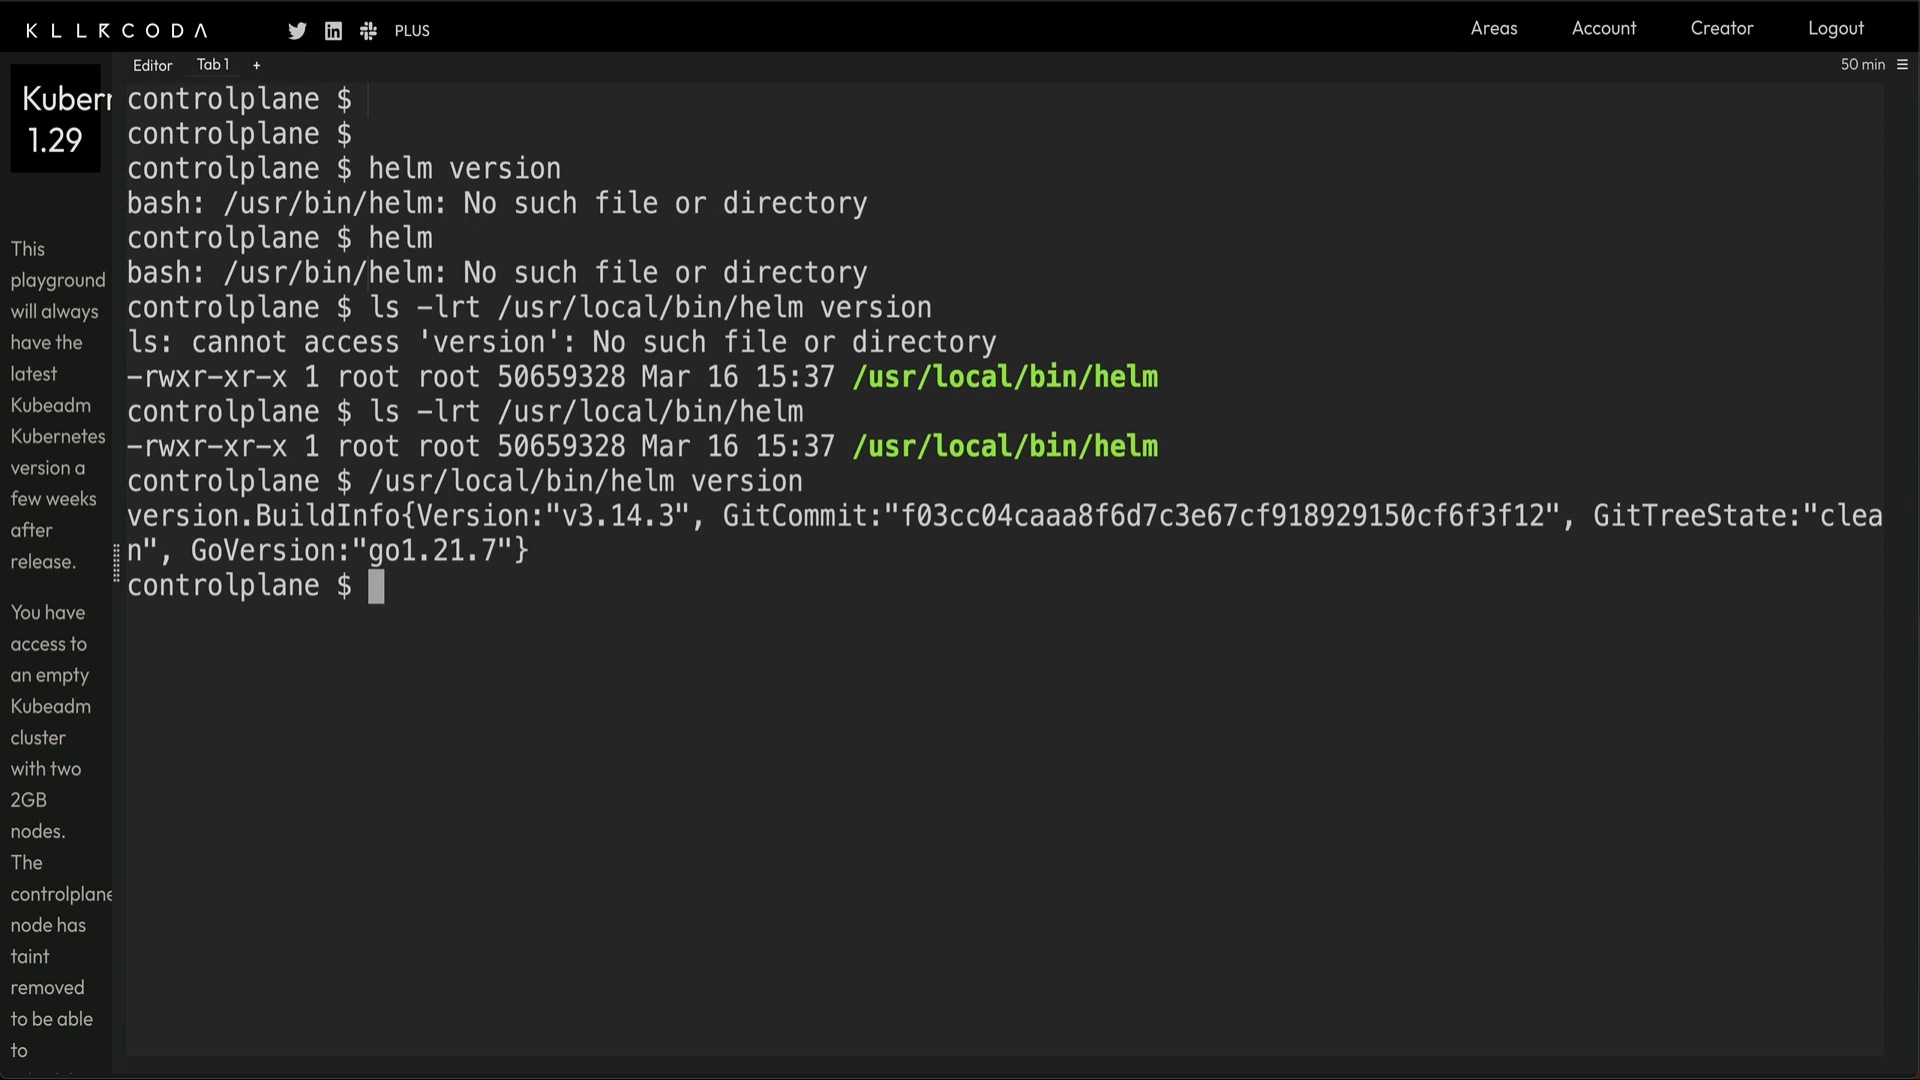 KLLRCODA
PLUS
Areas
Account
Creator
Logout
Editor
Tab 1
+
50 min
Kuberr
1.29
This
playground
will always
have the
latest
Kubeadm
Kubernetes
version a
few weeks
after
release.
You have
access to
an empty
Kubeadm
cluster
with two
2GB
nodes.
The
controlplane
node has
taint
removed
to be able
to
controlplane $
controlplane $
controlplane $ helm version
bash: /usr/bin/helm: No such file or directory
controlplane $ helm
bash: /usr/bin/helm: No such file or directory
controlplane $ ls -lrt /usr/local/bin/helm version
ls: cannot access 'version': No such file or directory
-rwxr-xr-x 1 root root 50659328 Mar 16 15:37 /usr/local/bin/helm
controlplane $ ls -lrt /usr/local/bin/helm
-rwxr-xr-x 1 root root 50659328 Mar 16 15:37 /usr/local/bin/helm
controlplane $ /usr/local/bin/helm version
version.BuildInfo{Version:"v3.14.3", GitCommit:"f03cc04caaa8f6d7c3e67cf918929150cf6f3f12", GitTreeState:"clea
n", GoVersion:"go1.21.7"}
controlplane $